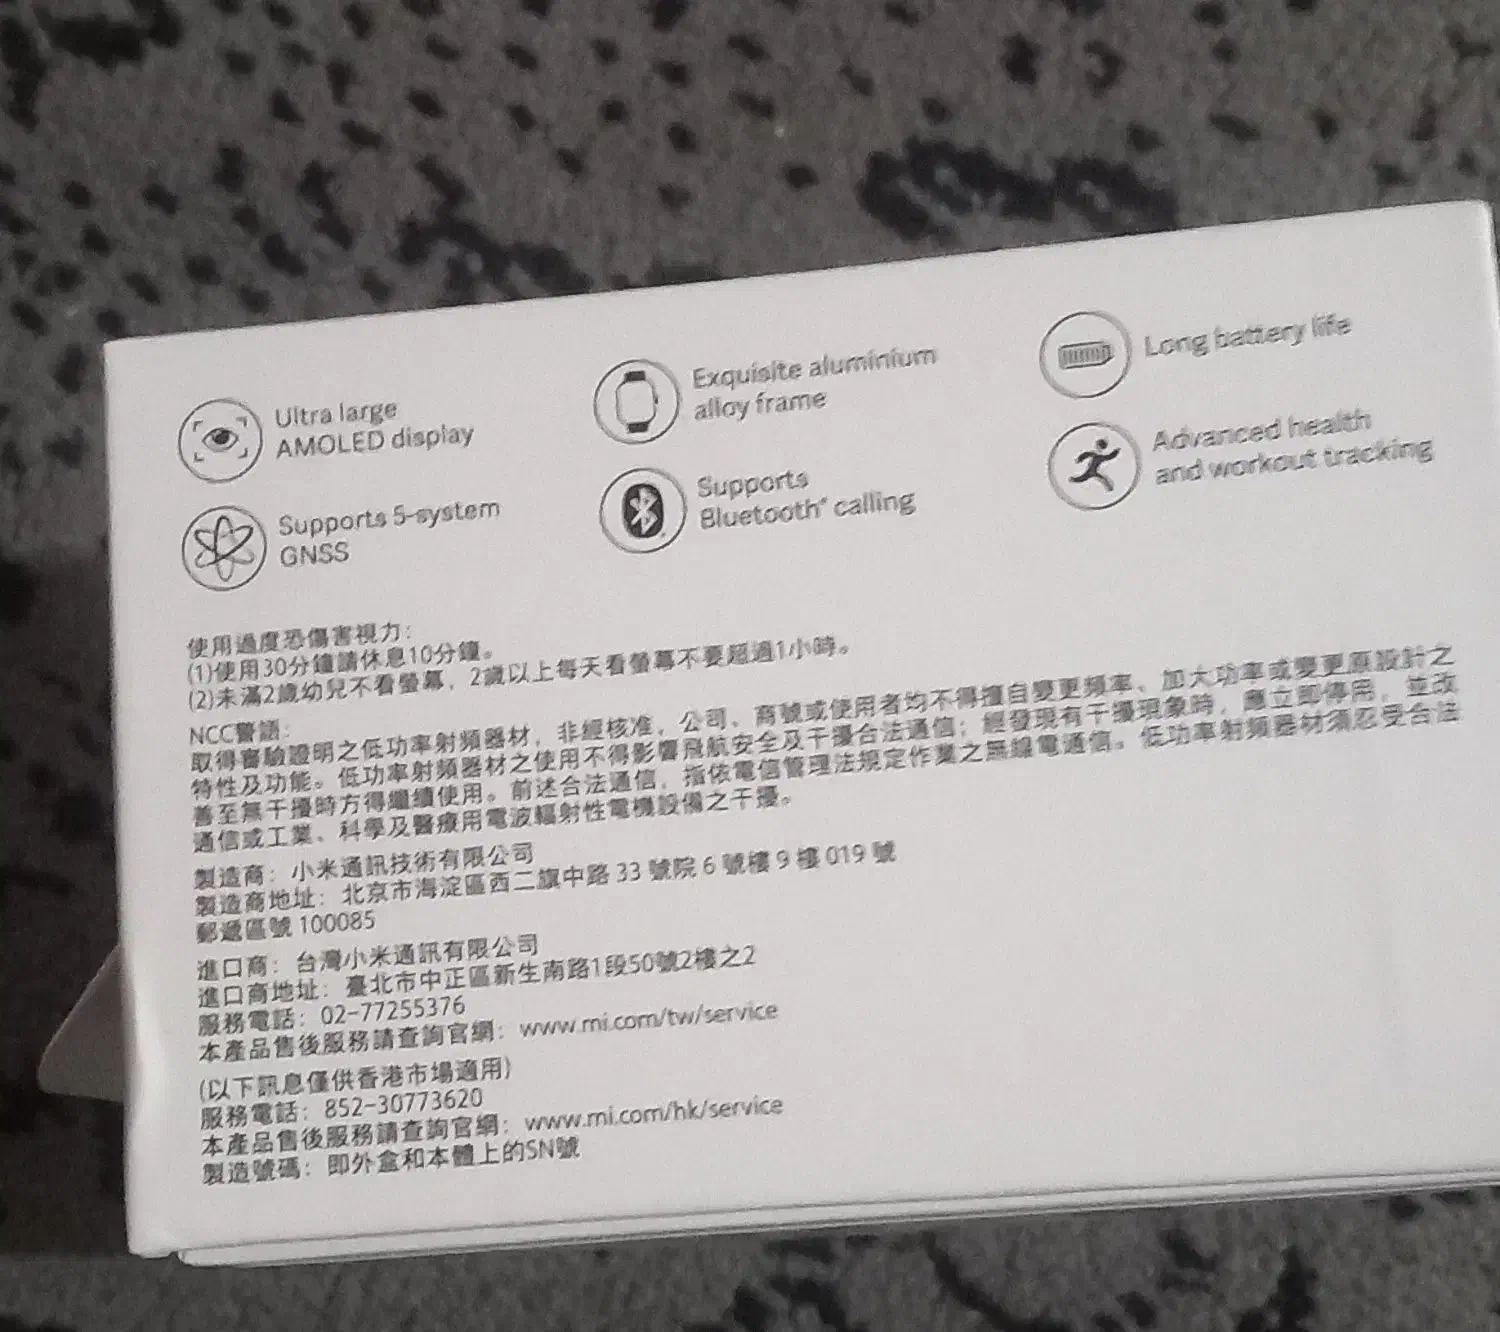 Ultra large
AMOLED display
Exquisite aluminium
alloy frame
Long battery life
Supports 5-system
GNSS
Supports
Bluetooth® calling
Advanced health
and workout tracking
使用過度恐傷害視力：
(1)使用30分鐘請休息10分鐘。
(2)未滿2歲幼兒不看螢幕，2歲以上每天看螢幕不要超過1小時。
NCC警語：
取得審驗證明之低功率射頻器材，非經核准，公司、商號或使用者均不得擅自變更頻率、加大功率或變更原設計之
特性及功能。低功率射頻器材之使用不得影響飛航安全及干擾合法通信；經發現有干擾現象時，應立即停用，並改
善至無干擾時方得繼續使用。前述合法通信，指依電信管理法規定作業之無線電通信。低功率射頻器材須忍受合法
通信或工業、科學及醫療用電波輻射性電機設備之干擾。
製造商：小米通訊技術有限公司
製造商地址：北京市海淀區西二旗中路 33 號院 6 號樓 9 樓 019 號
郵遞區號 100085
進口商：台灣小米通訊有限公司
進口商地址：臺北市中正區新生南路1段50號2樓之2
服務電話：02-77255376
本產品售後服務請查詢官網：www.mi.com/tw/service
(以下訊息僅供香港市場適用)
服務電話：852-30773620
本產品售後服務請查詢官網：www.mi.com/hk/service
製造號碼：即外盒和本體上的SN號